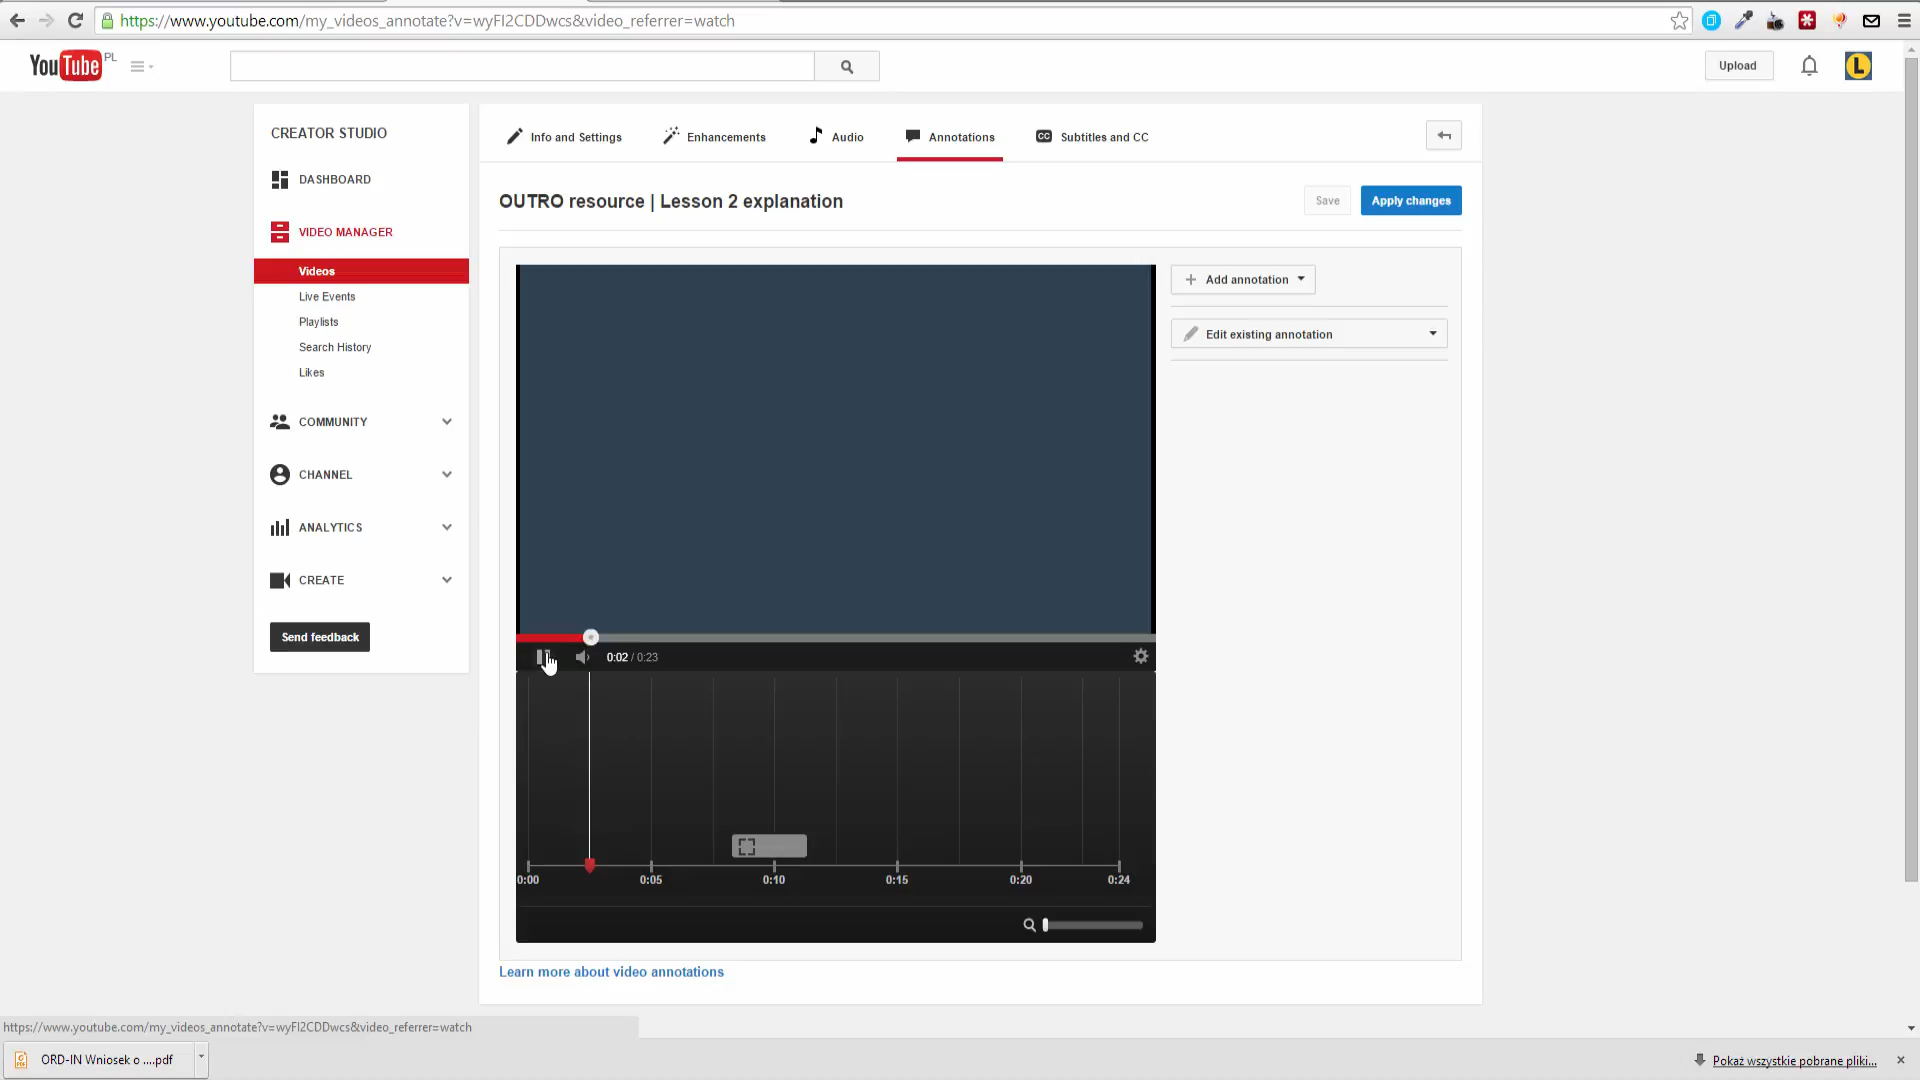 https://www.youtube.com/my_videos_annotate?v=wyFI2CDDwcs&video_referrer=watch
YouTube PL
Upload
L
CREATOR STUDIO
DASHBOARD
VIDEO MANAGER
Videos
Live Events
Playlists
Search History
Likes
COMMUNITY
CHANNEL
ANALYTICS
CREATE
Send feedback
Info and Settings
Enhancements
Audio
Annotations
CC Subtitles and CC
OUTRO resource | Lesson 2 explanation
Save
Apply changes
Add annotation
Edit existing annotation
0:02 / 0:23
0:00 0:05 0:10 0:15 0:20 0:24
Learn more about video annotations
https://www.youtube.com/my_videos_annotate?v=wyFI2CDDwcs&video_referrer=watch
ORD-IN Wniosek o ....pdf
Pokaż wszystkie pobrane pliki...